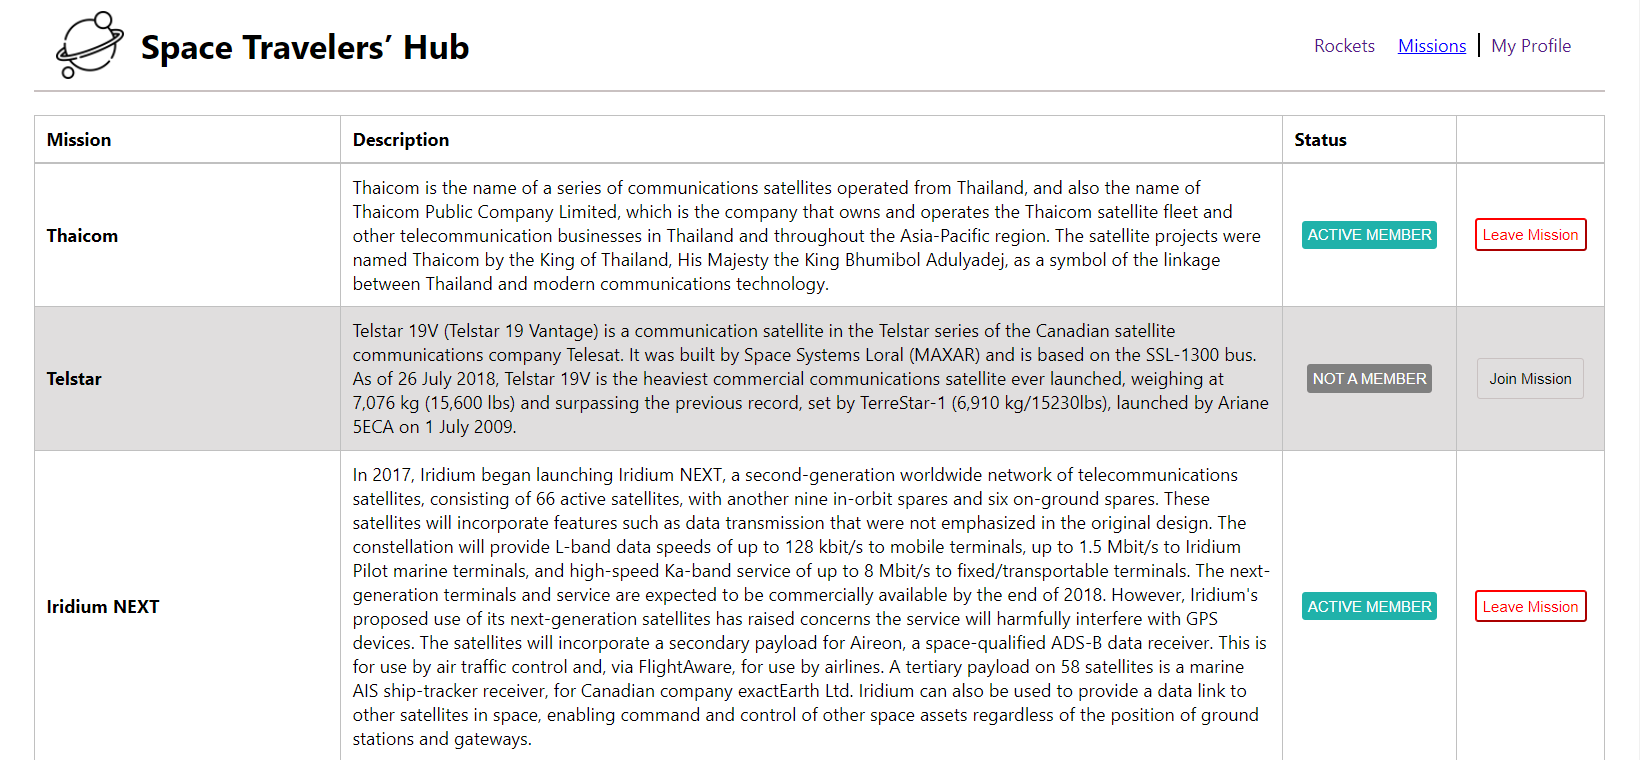 Space Travelers’ Hub
Rockets Missions My Profile
Mission Description Status
Thaicom
Thaicom is the name of a series of communications satellites operated from Thailand, and also the name of
Thaicom Public Company Limited, which is the company that owns and operates the Thaicom satellite fleet and
other telecommunication businesses in Thailand and throughout the Asia-Pacific region. The satellite projects were
named Thaicom by the King of Thailand, His Majesty the King Bhumibol Adulyadej, as a symbol of the linkage
between Thailand and modern communications technology.
ACTIVE MEMBER
Leave Mission
Telstar
Telstar 19V (Telstar 19 Vantage) is a communication satellite in the Telstar series of the Canadian satellite
communications company Telesat. It was built by Space Systems Loral (MAXAR) and is based on the SSL-1300 bus.
As of 26 July 2018, Telstar 19V is the heaviest commercial communications satellite ever launched, weighing at
7,076 kg (15,600 lbs) and surpassing the previous record, set by TerreStar-1 (6,910 kg/15230lbs), launched by Ariane
5ECA on 1 July 2009.
NOT A MEMBER
Join Mission
Iridium NEXT
In 2017, Iridium began launching Iridium NEXT, a second-generation worldwide network of telecommunications
satellites, consisting of 66 active satellites, with another nine in-orbit spares and six on-ground spares. These
satellites will incorporate features such as data transmission that were not emphasized in the original design. The
constellation will provide L-band data speeds of up to 128 kbit/s to mobile terminals, up to 1.5 Mbit/s to Iridium
Pilot marine terminals, and high-speed Ka-band service of up to 8 Mbit/s to fixed/transportable terminals. The next-
generation terminals and service are expected to be commercially available by the end of 2018. However, Iridium's
proposed use of its next-generation satellites has raised concerns the service will harmfully interfere with GPS
devices. The satellites will incorporate a secondary payload for Aireon, a space-qualified ADS-B data receiver. This is
for use by air traffic control and, via FlightAware, for use by airlines. A tertiary payload on 58 satellites is a marine
AIS ship-tracker receiver, for Canadian company exactEarth Ltd. Iridium can also be used to provide a data link to
other satellites in space, enabling command and control of other space assets regardless of the position of ground
stations and gateways.
ACTIVE MEMBER
Leave Mission